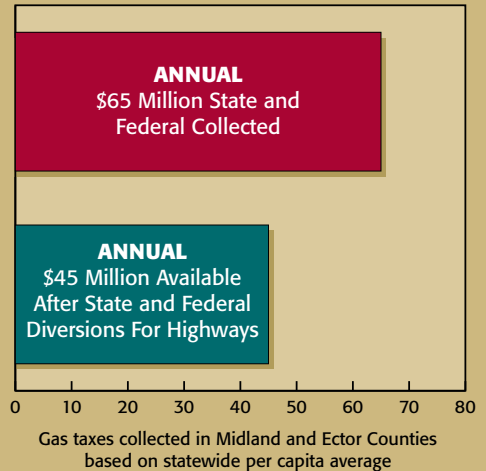 ANNUAL
$65 Million State and
Federal Collected
ANNUAL
$45 Million Available
After State and Federal
Diversions For Highways
0 10 20 30 40 50 60 70 80
Gas taxes collected in Midland and Ector Counties
based on statewide per capita average